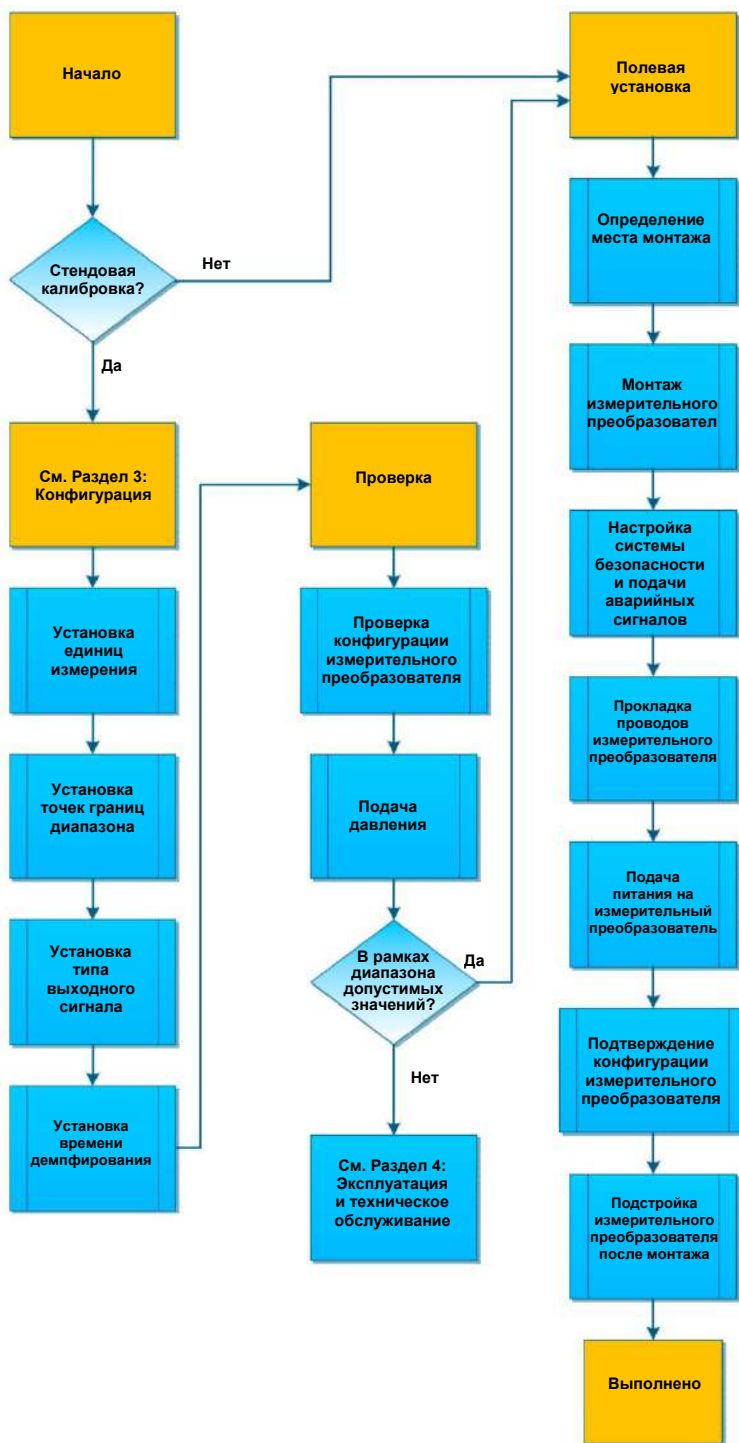 Начало
Стендовая
калибровка?
Нет
Да
См. Раздел 3:
Конфигурация
Установка
единиц
измерения
Установка
точек границ
диапазона
Установка
типа
выходного
сигнала
Установка
времени
демпфирования
Проверка
Проверка
конфигурации
измерительного
преобразователя
Подача
давления
В рамках
диапазона
допустимых
значений?
Да
Нет
См. Раздел 4:
Эксплуатация
и техническое
обслуживание
Полевая
установка
Определение
места монтажа
Монтаж
измерительного
преобразовател
Настройка
системы
безопасности
и подачи
аварийных
сигналов
Прокладка
проводов
измерительного
преобразователя
Подача
питания на
измерительный
преобразователь
Подтверждение
конфигурации
измерительного
преобразователя
Подстройка
измерительного
преобразователя
после монтажа
Выполнено